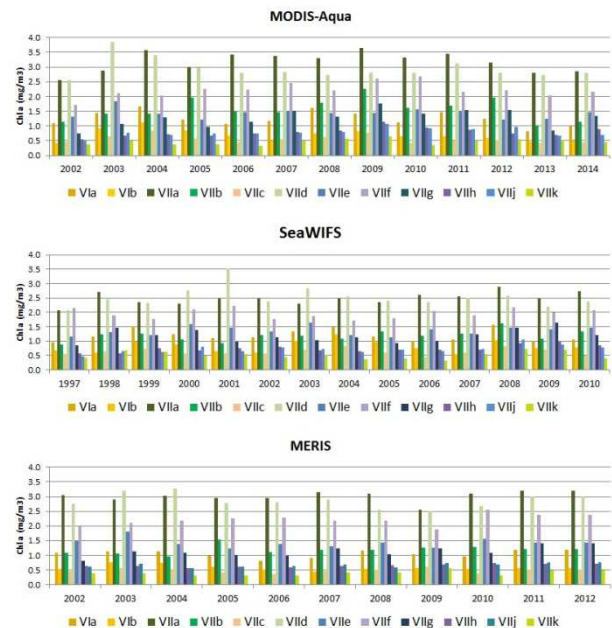 MODIS-Aqua
Chla (mg/m3)
4.0
3.5
3.0
2.5
2.0
1.5
1.0
0.5
0.0
2002 2003 2004 2005 2006 2007 2008 2009 2010 2011 2012 2013 2014
VIa VIb VIIa VIIb VIIc VIId VIIe VIIf VIIg VIIh VIIj VIIk
SeaWIFS
Chla (mg/m3)
4.0
3.5
3.0
2.5
2.0
1.5
1.0
0.5
0.0
1997 1998 1999 2000 2001 2002 2003 2004 2005 2006 2007 2008 2009 2010
VIa VIb VIIa VIIb VIIc VIId VIIe VIIf VIIg VIIh VIIj VIIk
MERIS
Chla (mg/m3)
4.0
3.5
3.0
2.5
2.0
1.5
1.0
0.5
0.0
2002 2003 2004 2005 2006 2007 2008 2009 2010 2011 2012
VIa VIb VIIa VIIb VIIc VIId VIIe VIIf VIIg VIIh VIIj VIIk